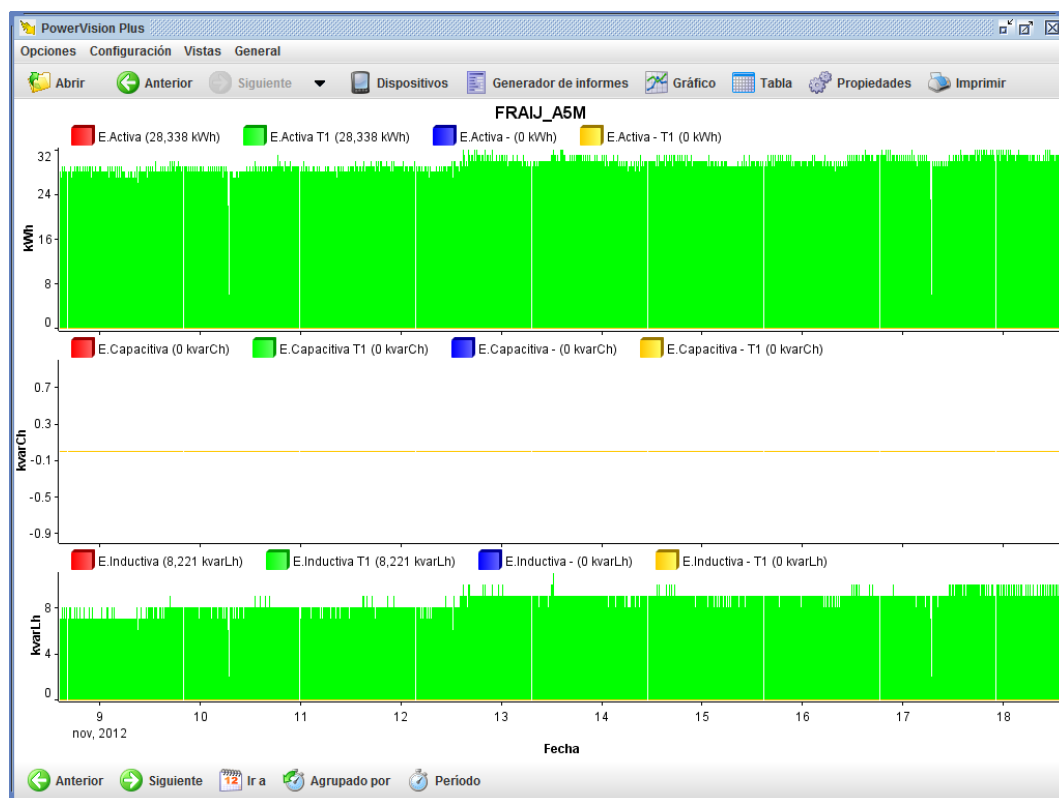 PowerVision Plus
Opciones Configuración Vistas General
Abrir Anterior Siguiente Dispositivos Generador de informes Gráfico Tabla Propiedades Imprimir
FRAIJ_A5M
E.Activa (28,338 kWh) E.Activa T1 (28,338 kWh) E.Activa - (0 kWh) E.Activa - T1 (0 kWh)
32
24
16
8
0
kWh
E.Capacitiva (0 kvarCh) E.Capacitiva T1 (0 kvarCh) E.Capacitiva - (0 kvarCh) E.Capacitiva - T1 (0 kvarCh)
0.7
0.3
-0.1
-0.5
-0.9
kvarCh
E.Inductiva (8,221 kvarLh) E.Inductiva T1 (8,221 kvarLh) E.Inductiva - (0 kvarLh) E.Inductiva - T1 (0 kvarLh)
8
4
0
kvarLh
9 10 11 12 13 14 15 16 17 18
nov, 2012
Fecha
Anterior Siguiente 12 Ir a Agrupado por Período